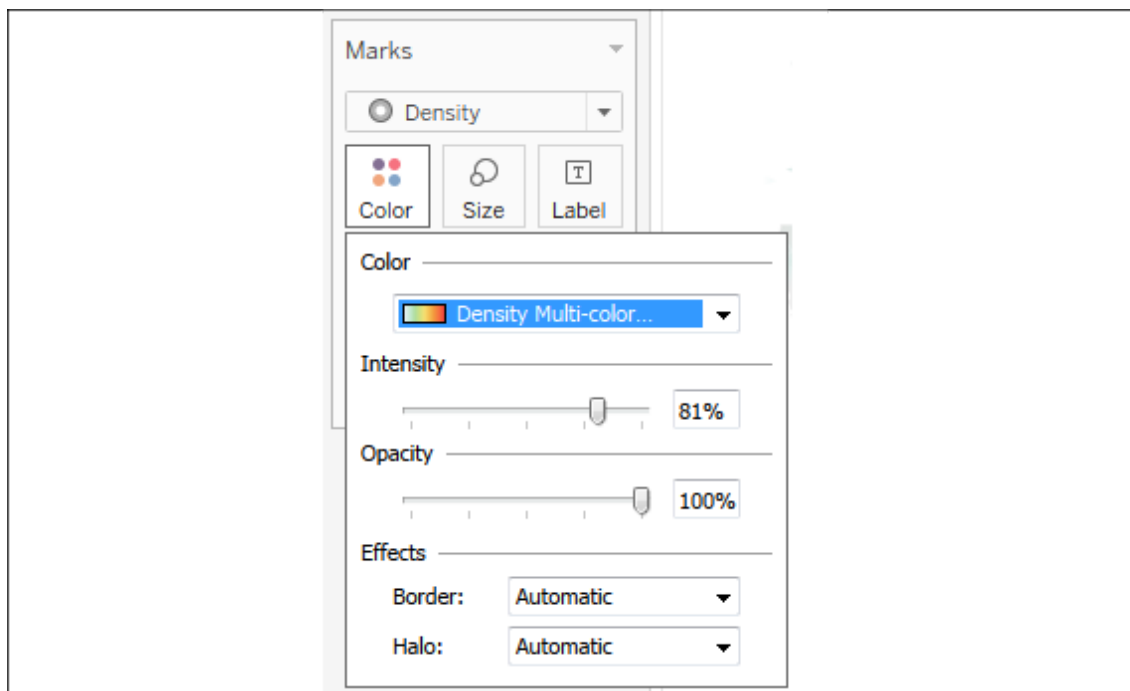 Marks
Density
Color Size Label
Color
Density Multi-color...
Intensity
81%
Opacity
100%
Effects
Border: Automatic
Halo: Automatic